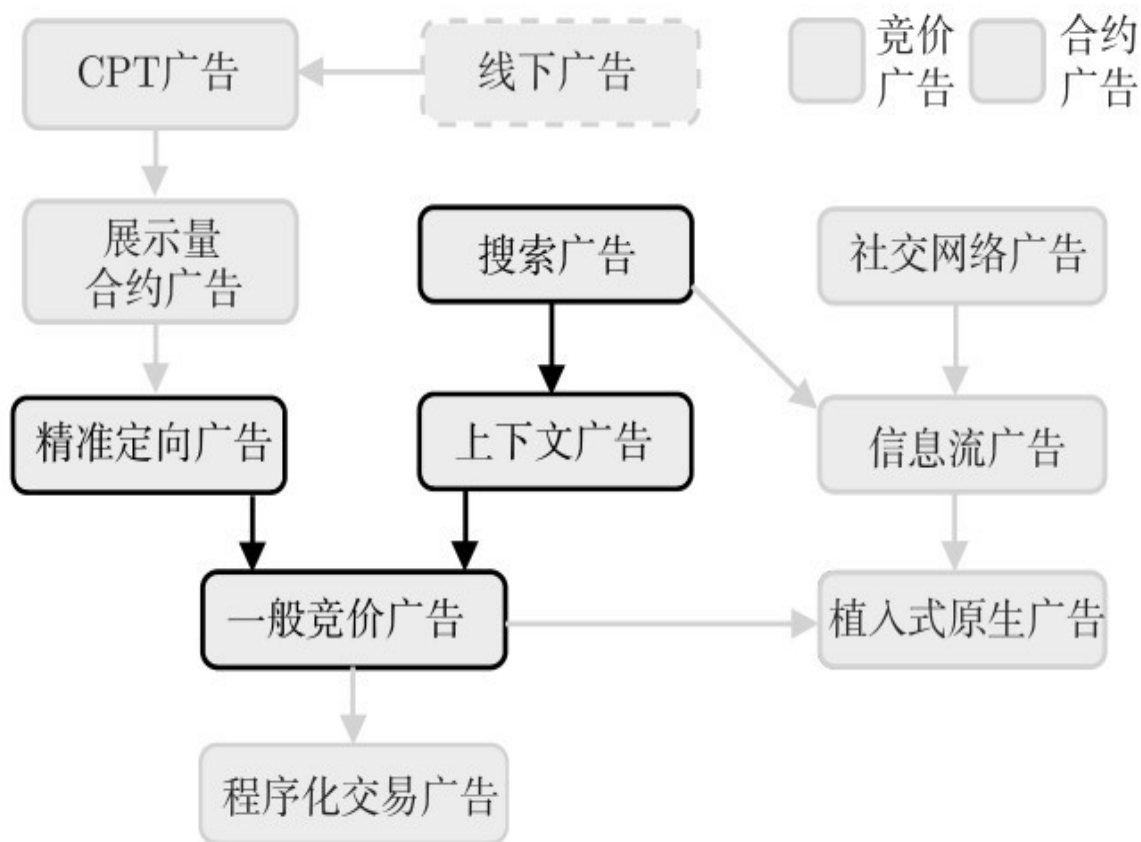 CPT广告
线下广告
竞价
广告
合约
广告
展示量
合约广告
搜索广告
社交网络广告
精准定向广告
上下文广告
信息流广告
一般竞价广告
植入式原生广告
程序化交易广告